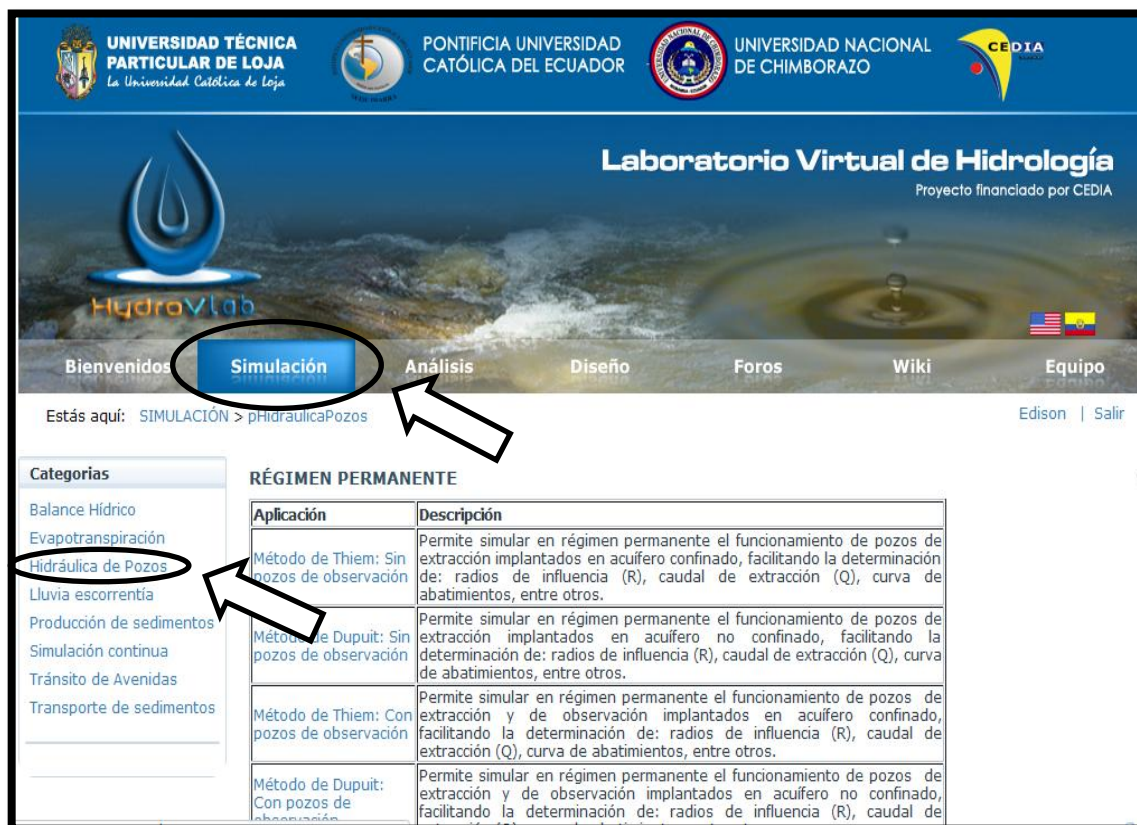 UNIVERSIDAD TÉCNICA
PARTICULAR DE LOJA
La Universidad Católica de Loja
PONTIFICIA UNIVERSIDAD
CATÓLICA DEL ECUADOR
UNIVERSIDAD NACIONAL
DE CHIMBORAZO
CEDIA
Laboratorio Virtual de Hidrología
Proyecto financiado por CEDIA
HydroVlab
Bienvenidos Simulación Análisis Diseño Foros Wiki Equipo
Estás aquí: SIMULACIÓN > pHidraulicaPozos
Edison | Salir
Categorias
Balance Hídrico
Evapotranspiración
Hidráulica de Pozos
Lluvia escorrentía
Producción de sedimentos
Simulación continua
Tránsito de Avenidas
Transporte de sedimentos
RÉGIMEN PERMANENTE
Aplicación Descripción
Método de Thiem: Sin
pozos de observación
Permite simular en régimen permanente el funcionamiento de pozos de
extracción implantados en acuífero confinado, facilitando la determinación
de: radios de influencia (R), caudal de extracción (Q), curva de
abatimientos, entre otros.
Método de Dupuit: Sin
pozos de observación
Permite simular en régimen permanente el funcionamiento de pozos de
extracción implantados en acuífero no confinado, facilitando la
determinación de: radios de influencia (R), caudal de extracción (Q), curva
de abatimientos, entre otros.
Método de Thiem: Con
pozos de observación
Permite simular en régimen permanente el funcionamiento de pozos de
extracción y de observación implantados en acuífero confinado,
facilitando la determinación de: radios de influencia (R), caudal de
extracción (Q), curva de abatimientos, entre otros.
Método de Dupuit:
Con pozos de
observación
Permite simular en régimen permanente el funcionamiento de pozos de
extracción y de observación implantados en acuífero no confinado,
facilitando la determinación de: radios de influencia (R), caudal de